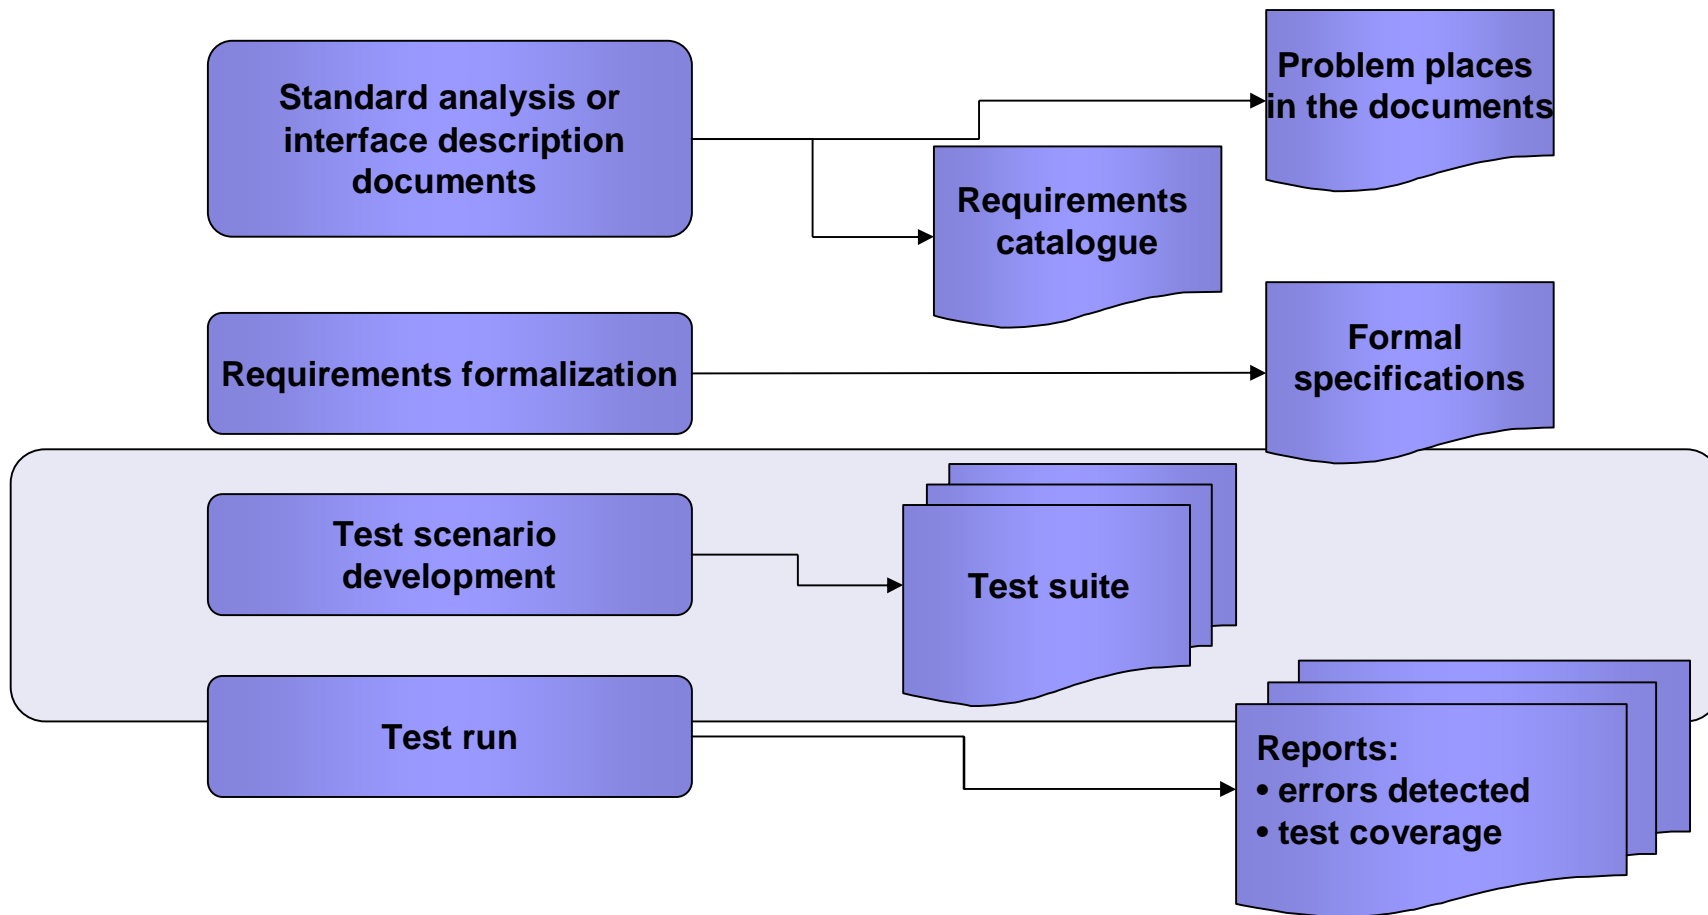 Standard analysis or
interface description
documents
Problem places
in the documents
Requirements
catalogue
Requirements formalization
Formal
specifications
Test scenario
development
Test suite
Test run
Reports:
• errors detected
• test coverage